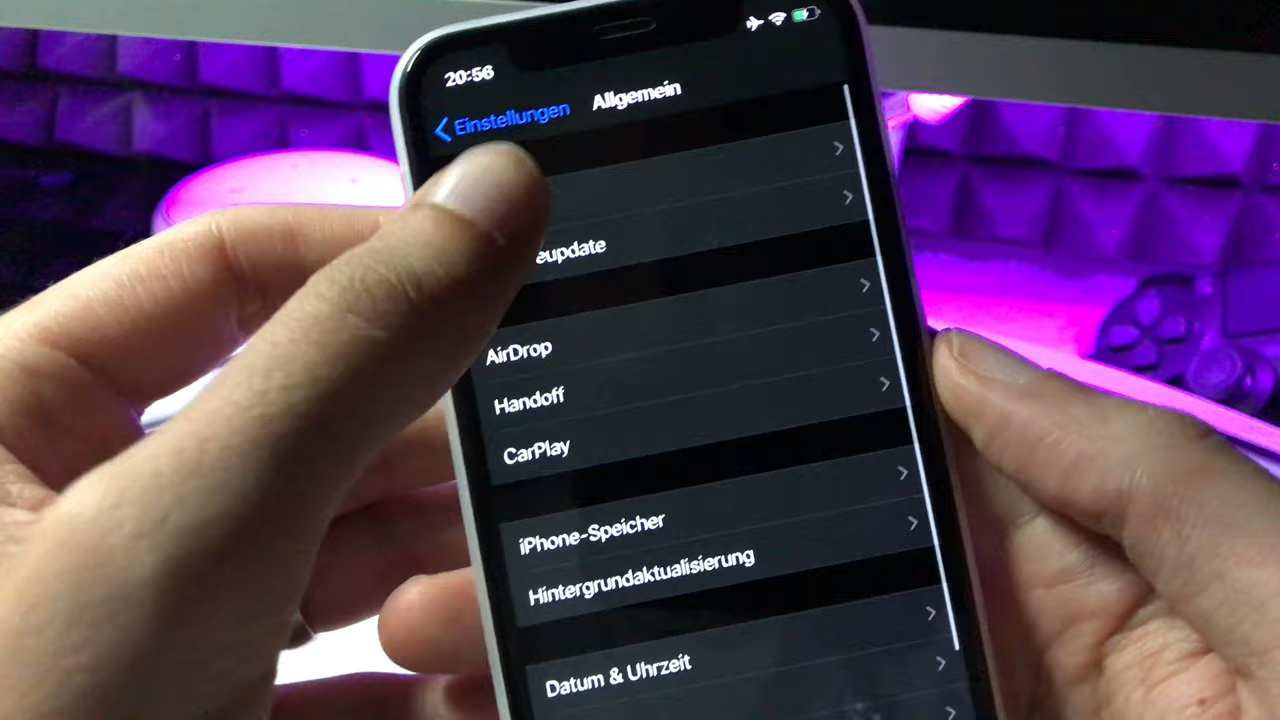 20:56
Einstellungen
Allgemein
eupdate
AirDrop
Handoff
CarPlay
iPhone-Speicher
Hintergrundaktualisierung
Datum & Uhrzeit